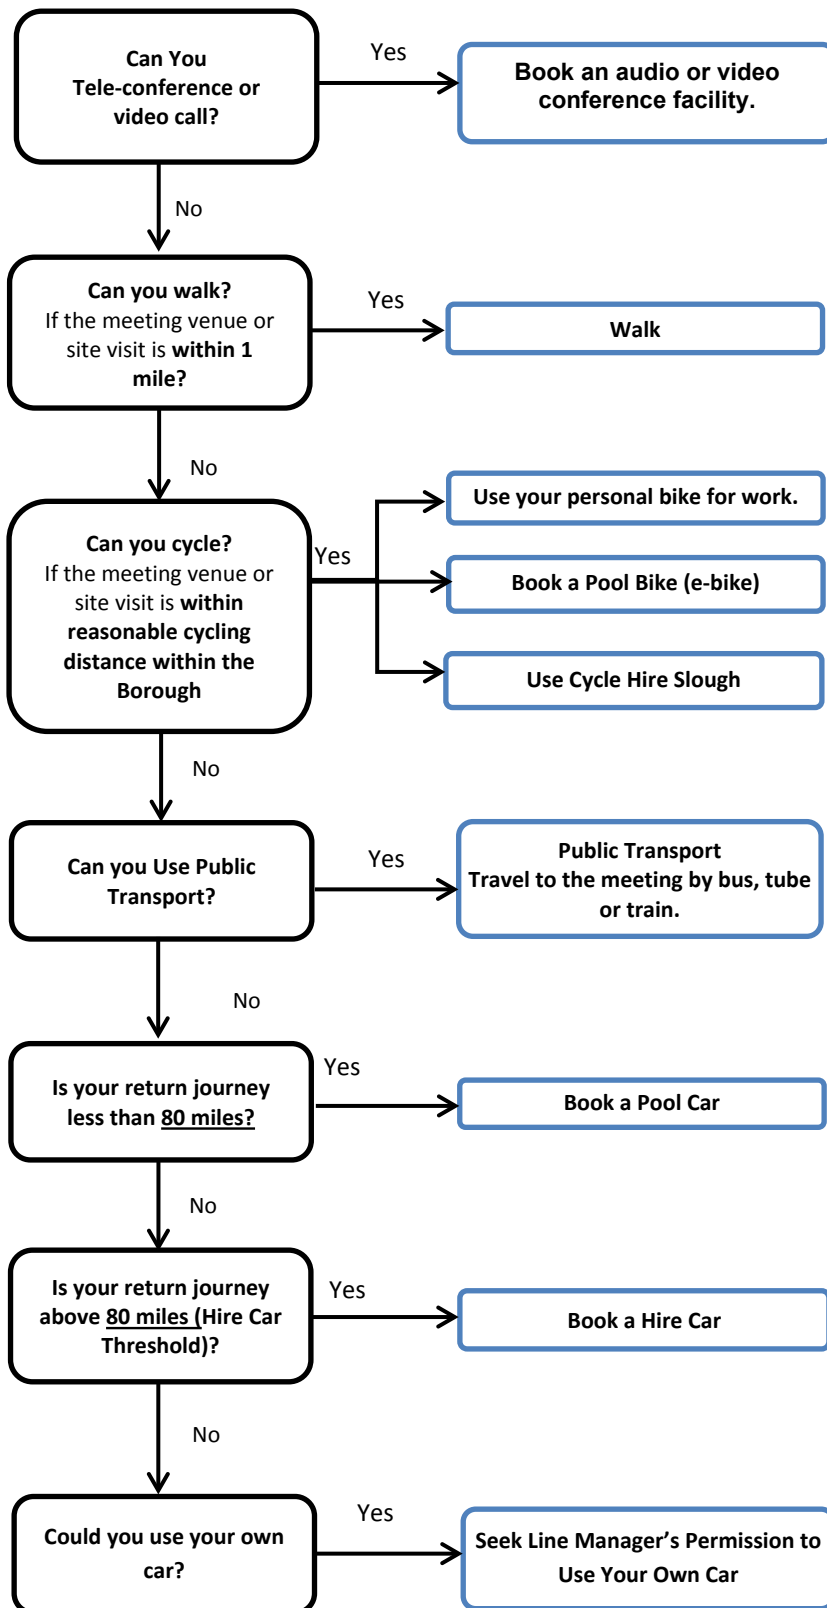 Can You
Tele-conference or
video call?
Yes
Book an audio or video
conference facility.
No
Can you walk?
If the meeting venue or
site visit is within 1
mile?
Yes
Walk
No
Can you cycle?
If the meeting venue or
site visit is within
reasonable cycling
distance within the
Borough
Yes
Use your personal bike for work.
Book a Pool Bike (e-bike)
Use Cycle Hire Slough
No
Can you Use Public
Transport?
Yes
Public Transport
Travel to the meeting by bus, tube
or train.
No
Is your return journey
less than 80 miles?
Yes
Book a Pool Car
No
Is your return journey
above 80 miles (Hire Car
Threshold)?
Yes
Book a Hire Car
No
Could you use your own
car?
Yes
Seek Line Manager's Permission to
Use Your Own Car